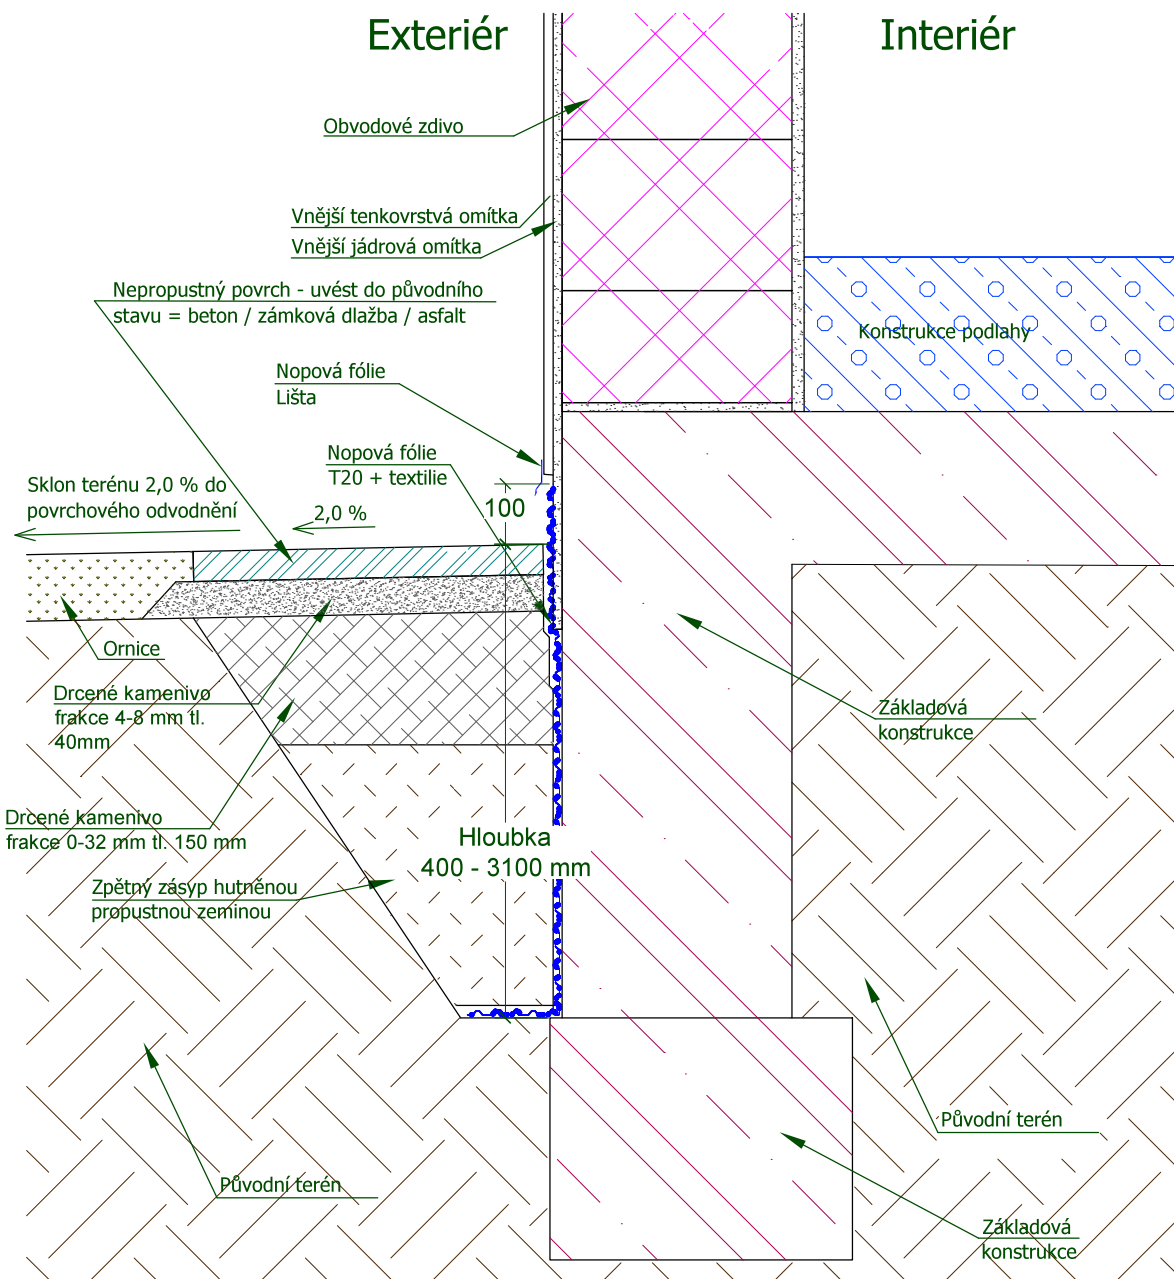 Exteriér
Interiér
Obvodové zdivo
Vnější tenkovrstvá omítka
Vnější jádrová omítka
Nepropustný povrch - uvést do původního
stavu = beton / zámková dlažba / asfalt
Konstrukce podlahy
Nopová fólie
Lišta
Nopová fólie
T20 + textilie
Sklon terénu 2,0 % do
povrchového odvodnění
2,0 %
100
Ornice
Drcené kamenivo
frakce 4-8 mm tl.
40mm
Základová
konstrukce
Drcené kamenivo
frakce 0-32 mm tl. 150 mm
Hloubka
400 - 3100 mm
Zpětný zásyp hutněnou
propustnou zeminou
Původní terén
Původní terén
Základová
konstrukce